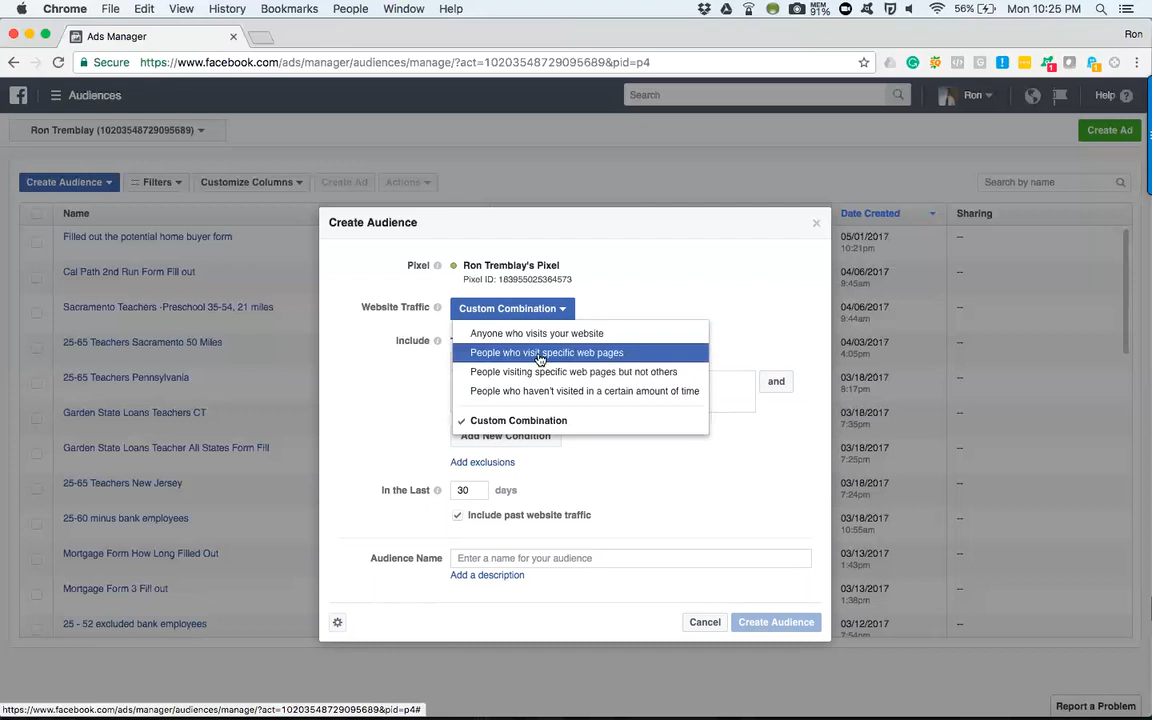 Chrome File Edit View History Bookmarks People Window Help MEM 91% 56% Mon 10:25 PM
Ads Manager Ron
Secure https://www.facebook.com/ads/manager/audiences/manage/?act=10203548729095689&pid=p4
Audiences Search Ron Help
Ron Tremblay (10203548729095689) Create Ad
Create Audience Filters Customize Columns Create Ad Actions Search by name
Name Date Created Sharing
Filled out the potential home buyer form 05/01/2017 --
10:21pm
Cal Path 2nd Run Form Fill out 04/06/2017 --
9:45am
Sacramento Teachers -Preschool 35-54, 21 miles 04/06/2017 --
9:44am
25-65 Teachers Sacramento 50 Miles 04/03/2017 --
4:05pm
25-65 Teachers Pennsylvania 03/18/2017 --
8:17pm
Garden State Loans Teachers CT 03/18/2017 --
7:25pm
Garden State Loans Teacher All States Form Fill 03/18/2017 --
7:25pm
25-65 Teachers New Jersey 03/18/2017 --
7:24pm
25-60 minus bank employees 03/18/2017 --
10:55am
Mortgage Form How Long Filled Out 03/13/2017 --
1:43pm
Mortgage Form 3 Fill out 03/13/2017 --
1:38pm
25 - 52 excluded bank employees 03/12/2017 --
7:54pm
Create Audience
Pixel Ron Tremblay's Pixel
Pixel ID: 183955025364573
Website Traffic Custom Combination
Anyone who visits your website
Include People who visit specific web pages
People visiting specific web pages but not others
People who haven't visited in a certain amount of time
and
Custom Combination
Add New Condition
Add exclusions
In the Last 30 days
Include past website traffic
Audience Name Enter a name for your audience
Add a description
Cancel Create Audience
Report a Problem
https://www.facebook.com/ads/manager/audiences/manage/?act=10203548729095689&pid=p4#